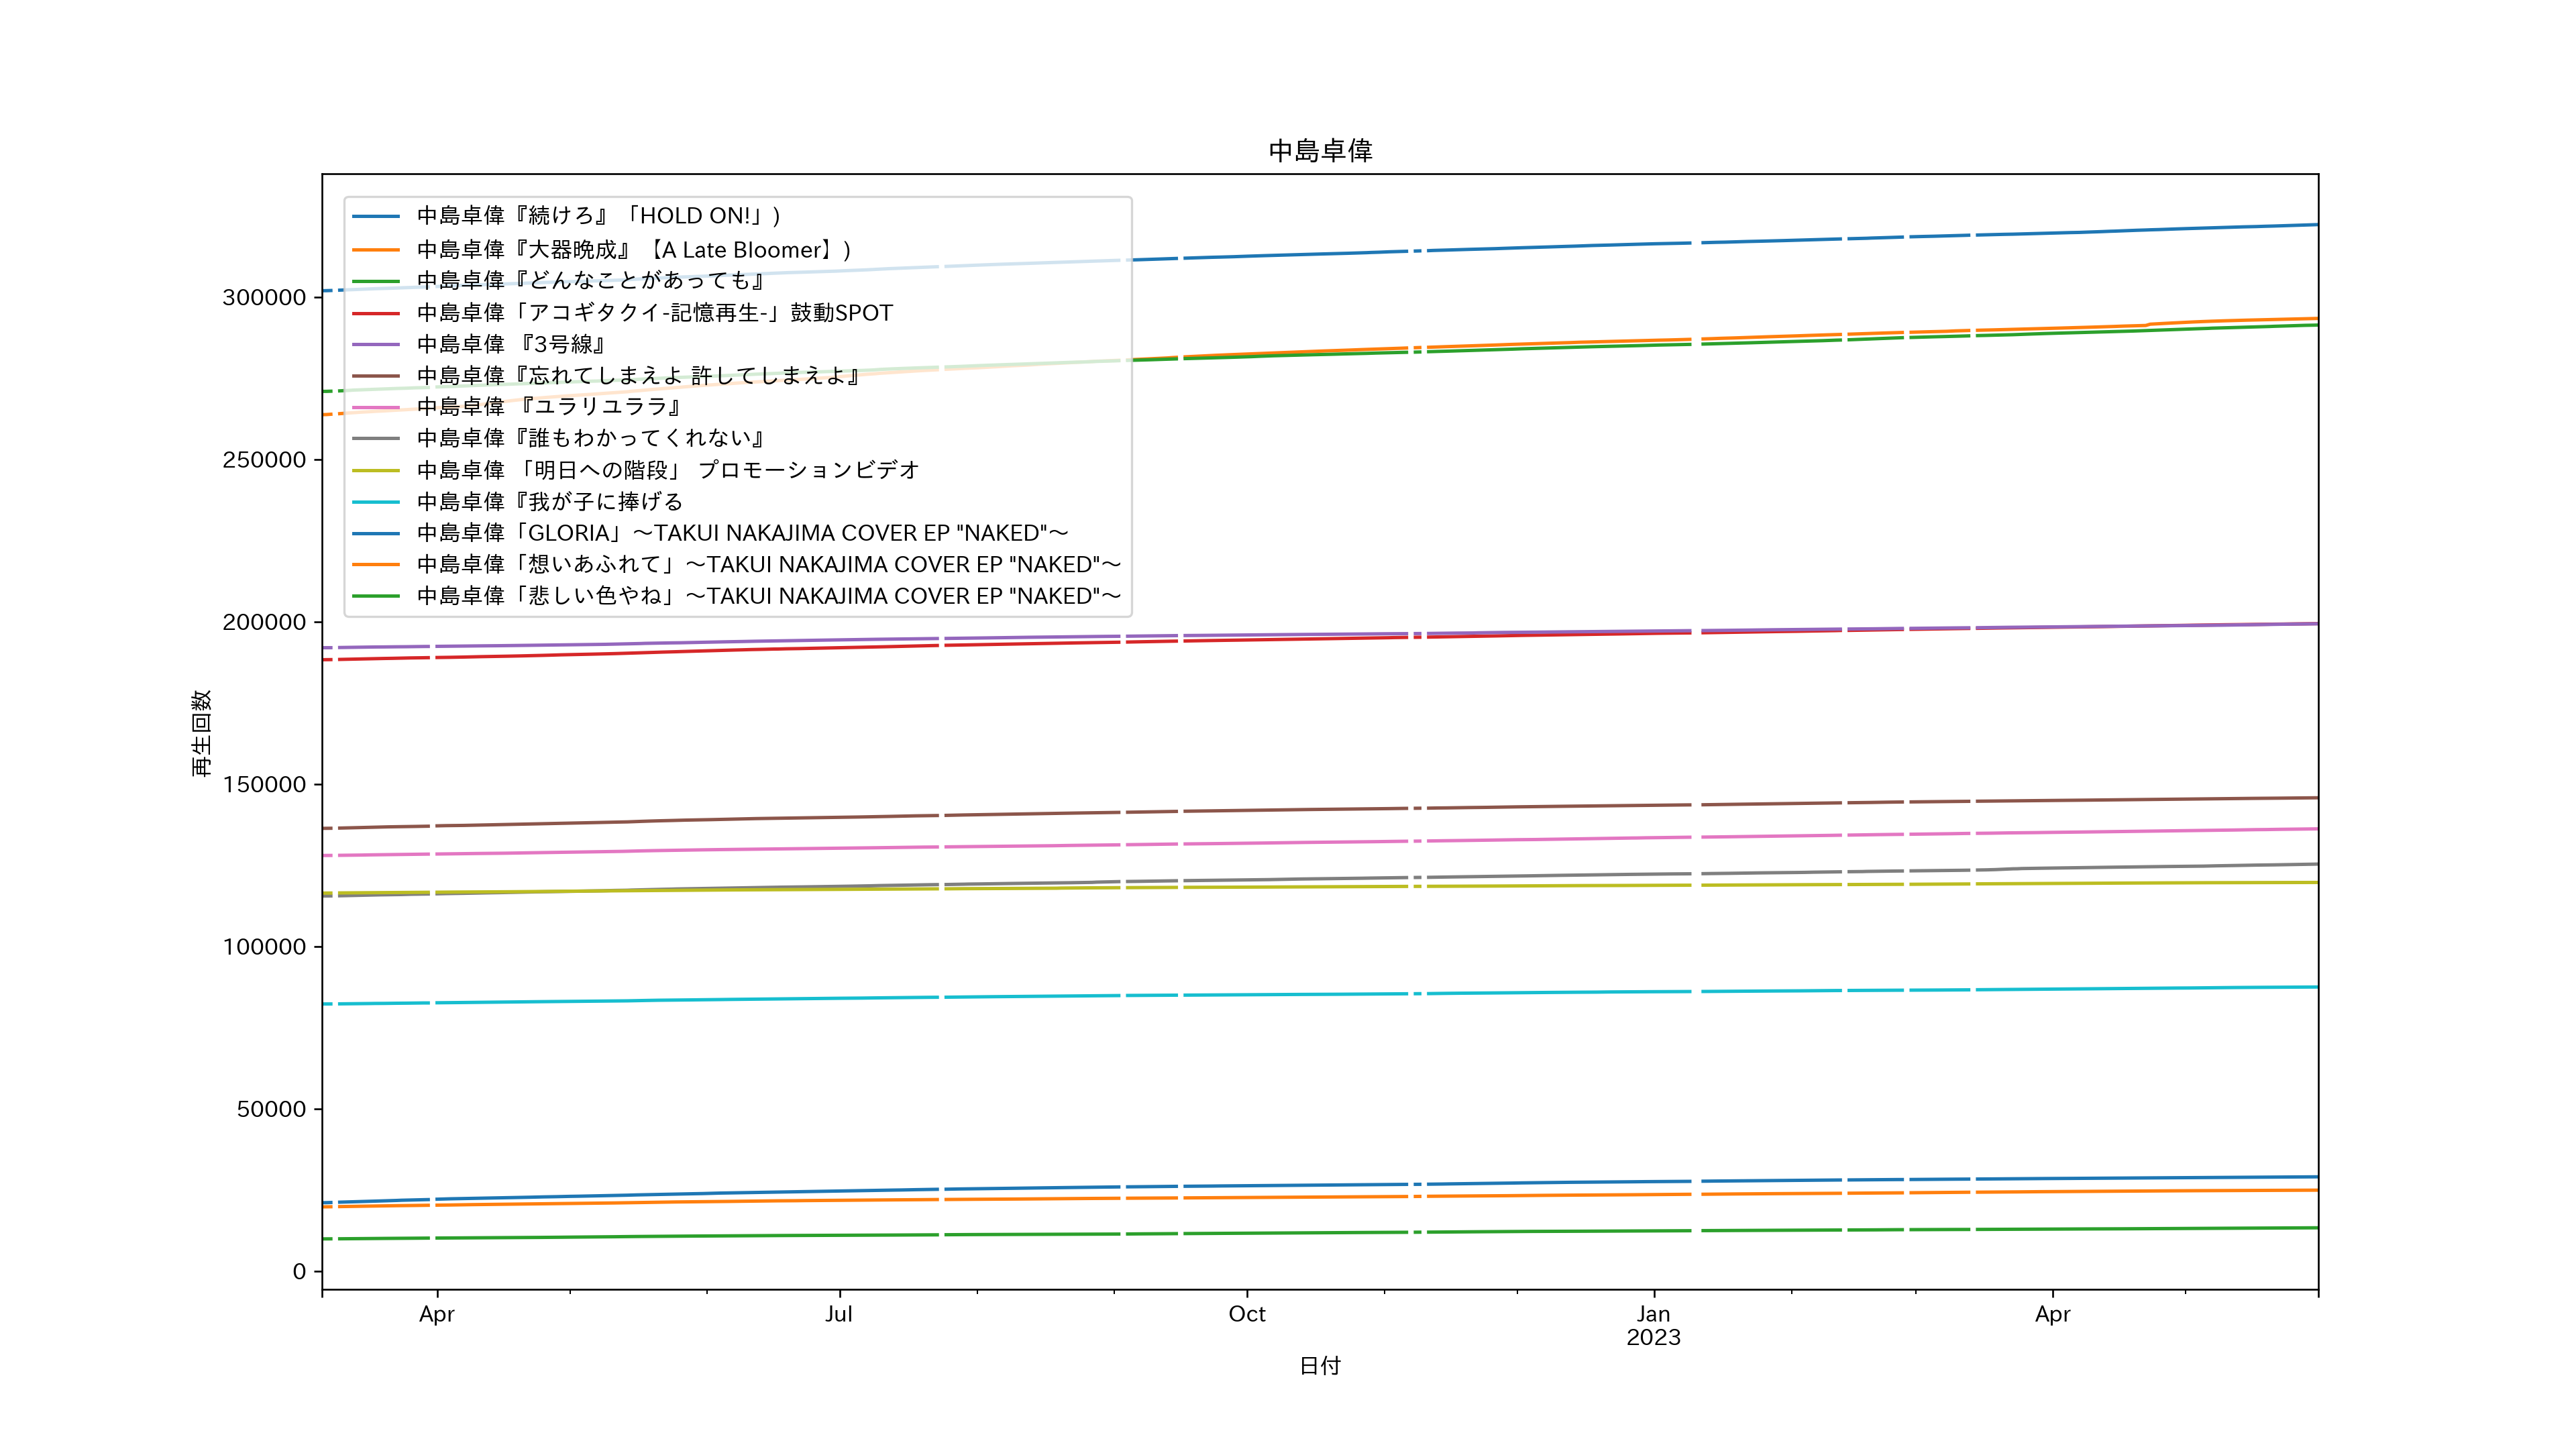 中島卓偉
中島卓偉『続けろ』「HOLD ON!」)
中島卓偉『大器晩成』【A Late Bloomer】)
中島卓偉『どんなことがあっても』
中島卓偉「アコギタクイ-記憶再生-」鼓動SPOT
中島卓偉 『3号線』
中島卓偉『忘れてしまえよ 許してしまえよ』
中島卓偉 『ユラリユララ』
中島卓偉『誰もわかってくれない』
中島卓偉 「明日への階段」 プロモーションビデオ
中島卓偉『我が子に捧げる
中島卓偉「GLORIA」〜TAKUI NAKAJIMA COVER EP "NAKED"〜
中島卓偉「想いあふれて」〜TAKUI NAKAJIMA COVER EP "NAKED"〜
中島卓偉「悲しい色やね」〜TAKUI NAKAJIMA COVER EP "NAKED"〜
300000
250000
200000
150000
100000
50000
0
再生回数
Apr
Jul
Oct
Jan
2023
Apr
日付